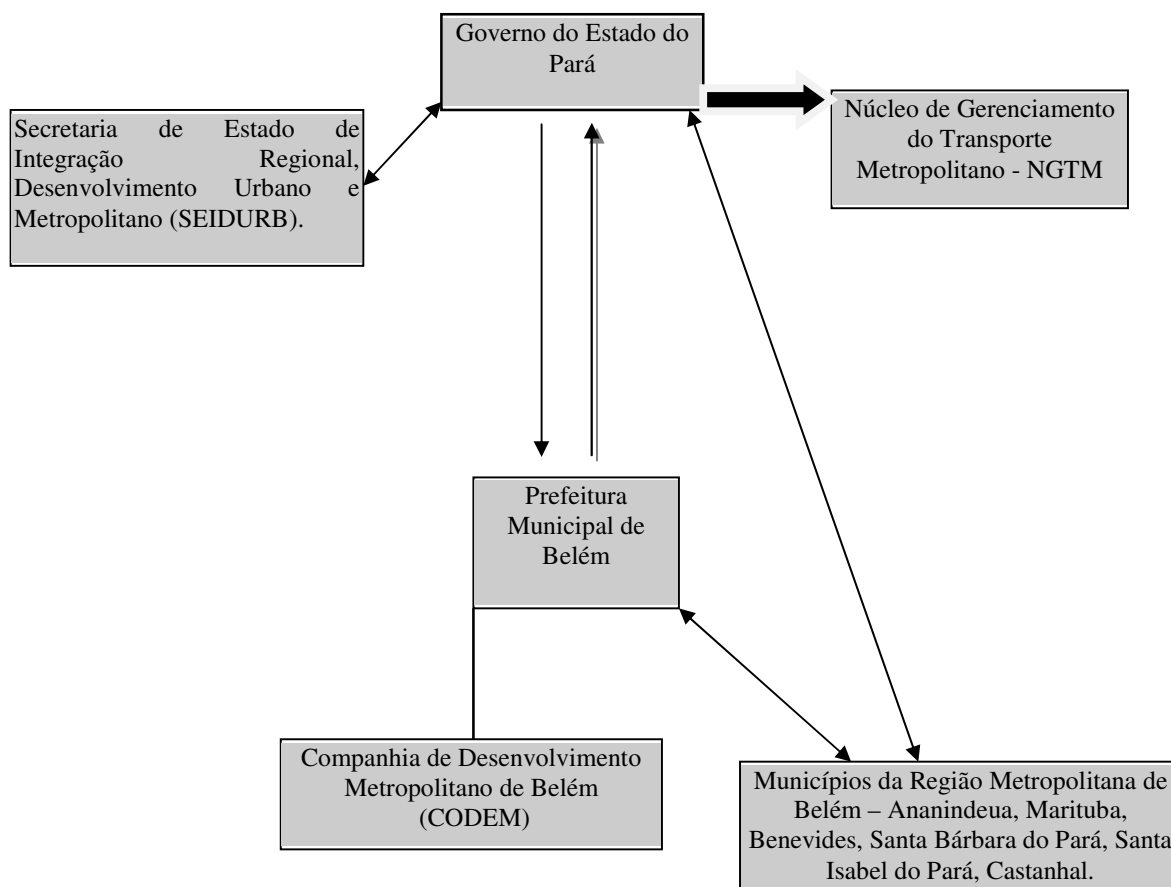 Governo do Estado do
Pará
Secretaria de Estado de
Integração Regional,
Desenvolvimento Urbano e
Metropolitano (SEIDURB).
Núcleo de Gerenciamento
do Transporte
Metropolitano - NGTM
Prefeitura
Municipal de
Belém
Companhia de Desenvolvimento
Metropolitano de Belém
(CODEM)
Municípios da Região Metropolitana de
Belém – Ananindeua, Marituba,
Benevides, Santa Bárbara do Pará, Santa
Isabel do Pará, Castanhal.